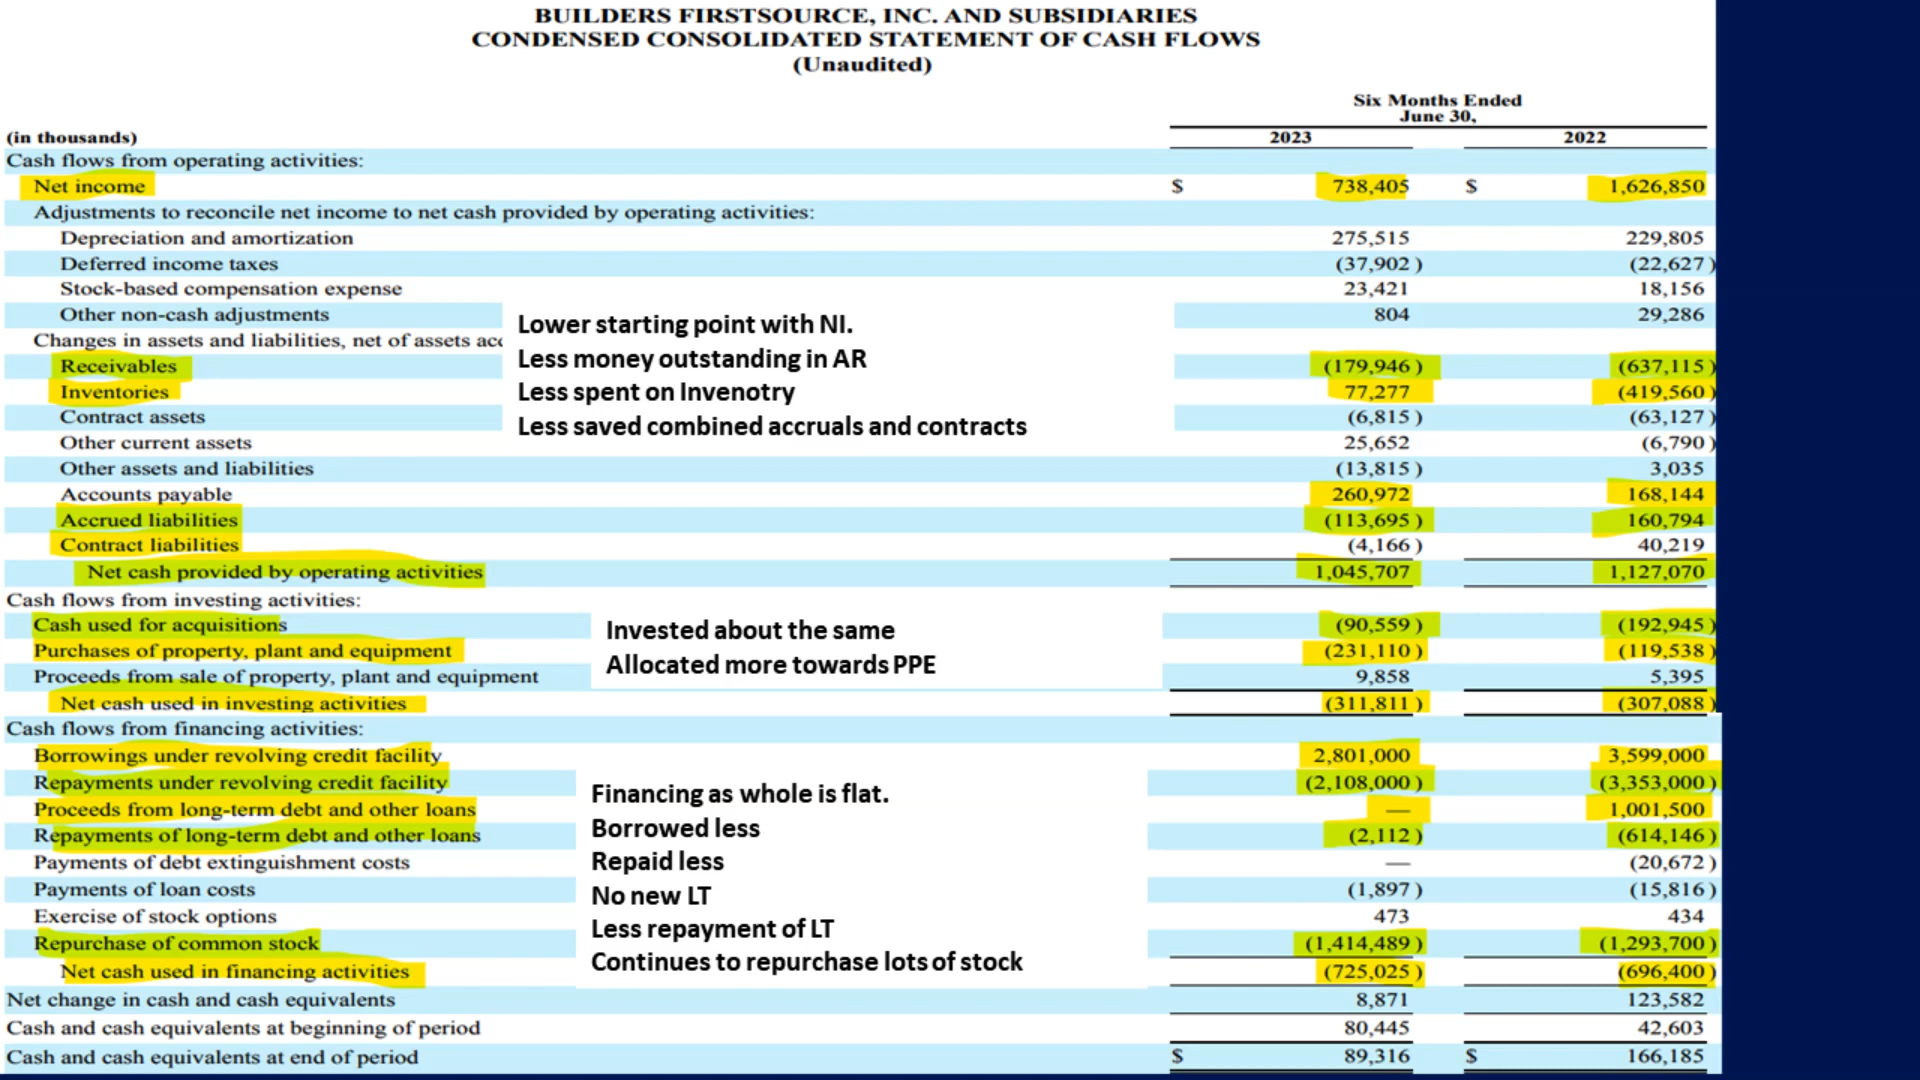 BUILDERS FIRSTSOURCE, INC. AND SUBSIDIARIES
CONDENSED CONSOLIDATED STATEMENT OF CASH FLOWS
(Unaudited)
Six Months Ended
June 30,
(in thousands) 2023 2022
Cash flows from operating activities:
Net income $ 738,405 $ 1,626,850
Adjustments to reconcile net income to net cash provided by operating activities:
Depreciation and amortization 275,515 229,805
Deferred income taxes (37,902 ) (22,627 )
Stock-based compensation expense 23,421 18,156
Other non-cash adjustments 804 29,286
Lower starting point with NI.
Changes in assets and liabilities, net of assets acc
Less money outstanding in AR
Receivables (179,946 ) (637,115 )
Inventories 77,277 (419,560 )
Less spent on Invenotry
Contract assets (6,815 ) (63,127 )
Less saved combined accruals and contracts
Other current assets 25,652 (6,790 )
Other assets and liabilities (13,815 ) 3,035
Accounts payable 260,972 168,144
Accrued liabilities (113,695 ) 160,794
Contract liabilities (4,166 ) 40,219
Net cash provided by operating activities 1,045,707 1,127,070
Cash flows from investing activities:
Cash used for acquisitions (90,559 ) (192,945 )
Invested about the same
Purchases of property, plant and equipment (231,110 ) (119,538 )
Allocated more towards PPE
Proceeds from sale of property, plant and equipment 9,858 5,395
Net cash used in investing activities (311,811 ) (307,088 )
Cash flows from financing activities:
Borrowings under revolving credit facility 2,801,000 3,599,000
Repayments under revolving credit facility (2,108,000 ) (3,353,000 )
Financing as whole is flat.
Proceeds from long-term debt and other loans — 1,001,500
Borrowed less
Repayments of long-term debt and other loans (2,112 ) (614,146 )
Repaid less
Payments of debt extinguishment costs — (20,672 )
Payments of loan costs (1,897 ) (15,816 )
No new LT
Exercise of stock options 473 434
Less repayment of LT
Repurchase of common stock (1,414,489 ) (1,293,700 )
Continues to repurchase lots of stock
Net cash used in financing activities (725,025 ) (696,400 )
Net change in cash and cash equivalents 8,871 123,582
Cash and cash equivalents at beginning of period 80,445 42,603
Cash and cash equivalents at end of period $ 89,316 $ 166,185